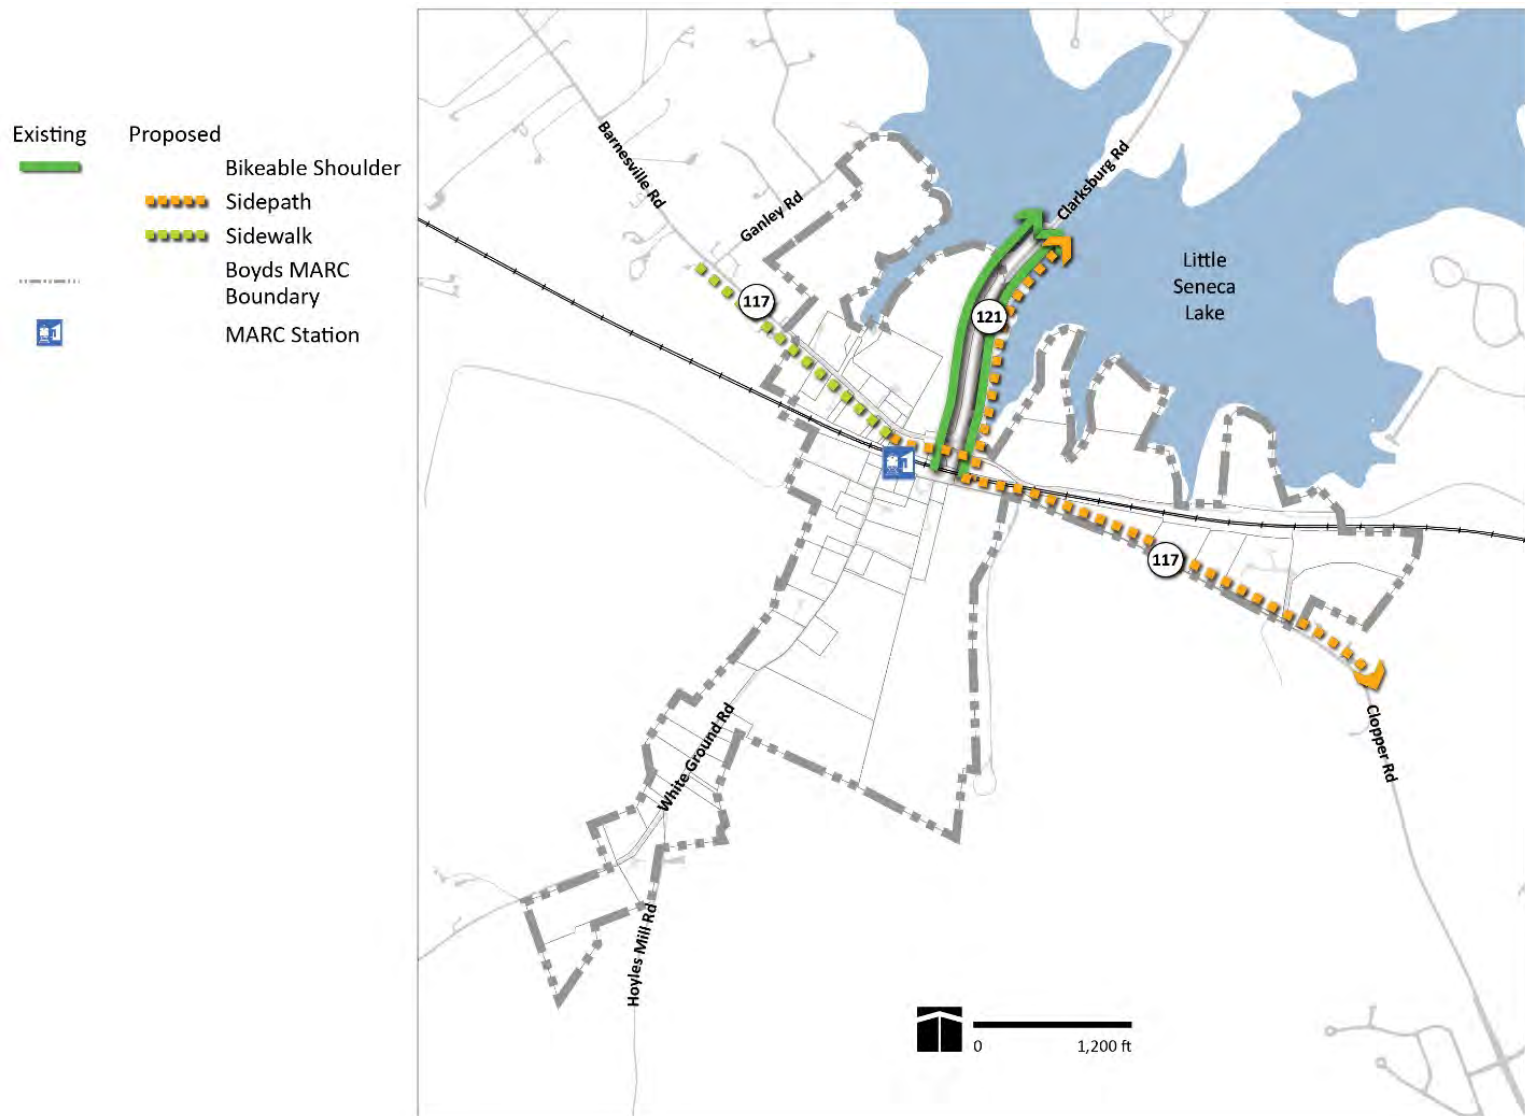 Existing Proposed
Bikeable Shoulder
Sidepath
Sidewalk
Boyds MARC
Boundary
MARC Station
Barnesville Rd
Ganley Rd
Clarksburg Rd
Little
Seneca
Lake
117
121
117
White Ground Rd
Clopper Rd
Hoyles Mill Rd
0 1,200 ft